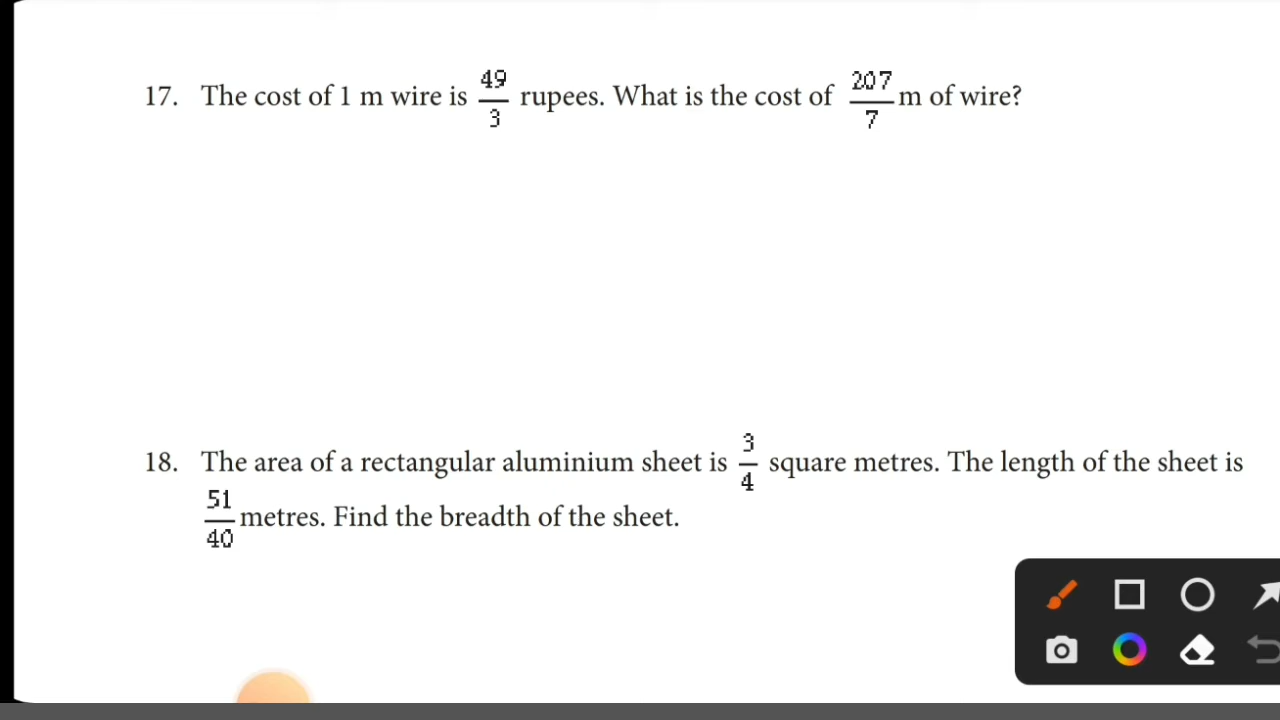 17. The cost of 1 m wire is 49/3 rupees. What is the cost of 207/7 m of wire?
18. The area of a rectangular aluminium sheet is 3/4 square metres. The length of the sheet is
51/40 metres. Find the breadth of the sheet.